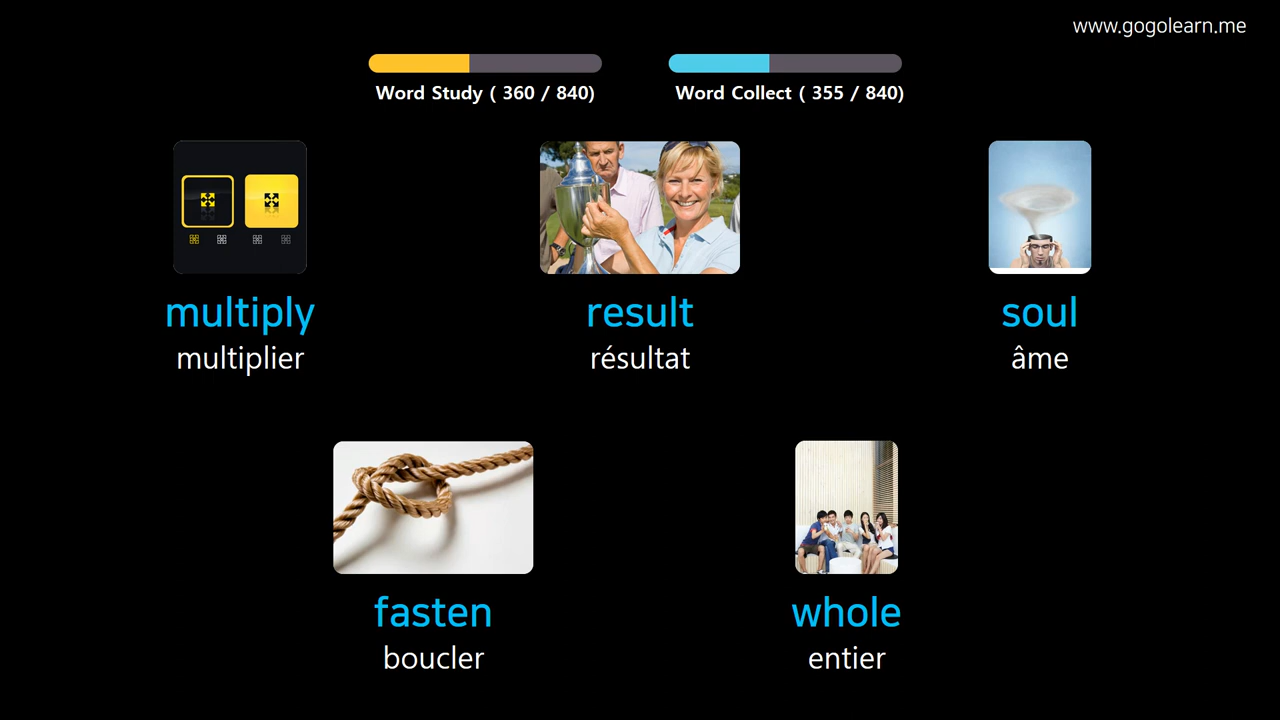 www.gogolearn.me
Word Study ( 360 / 840)
Word Collect ( 355 / 840)
multiply
multiplier
result
résultat
soul
âme
fasten
boucler
whole
entier